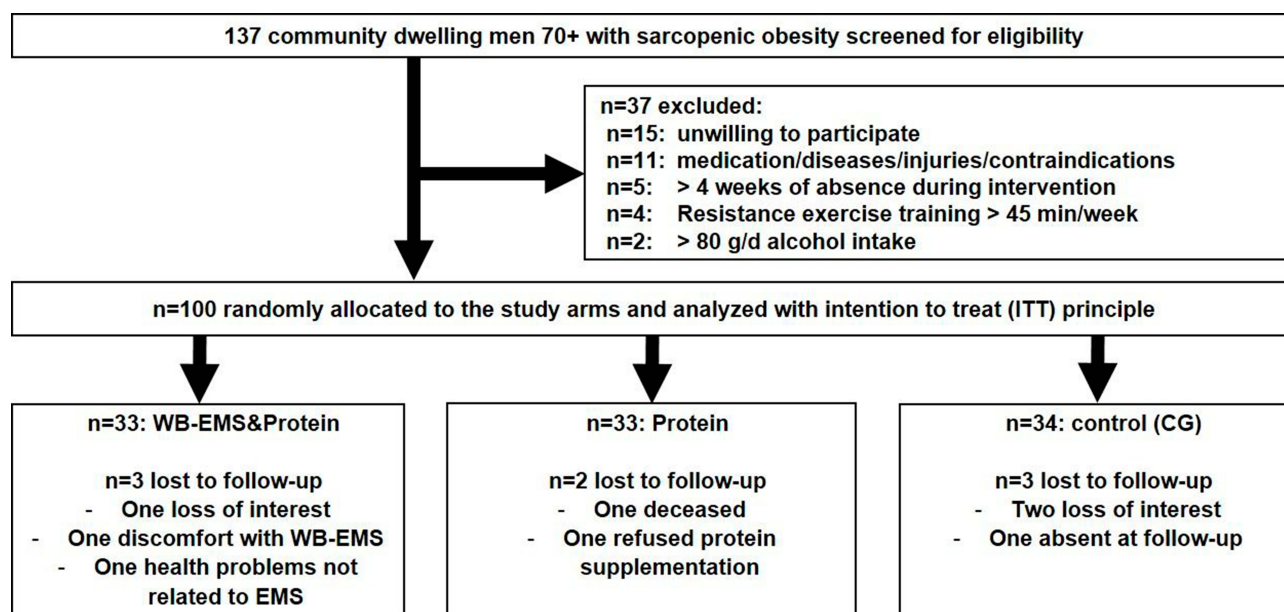 137 community dwelling men 70+ with sarcopenic obesity screened for eligibility
n=37 excluded:
n=15: unwilling to participate
n=11: medication/diseases/injuries/contraindications
n=5: > 4 weeks of absence during intervention
n=4: Resistance exercise training > 45 min/week
n=2: > 80 g/d alcohol intake
n=100 randomly allocated to the study arms and analyzed with intention to treat (ITT) principle
n=33: WB-EMS&Protein
n=3 lost to follow-up
- One loss of interest
- One discomfort with WB-EMS
- One health problems not
related to EMS
n=33: Protein
n=2 lost to follow-up
- One deceased
- One refused protein
supplementation
n=34: control (CG)
n=3 lost to follow-up
- Two loss of interest
- One absent at follow-up